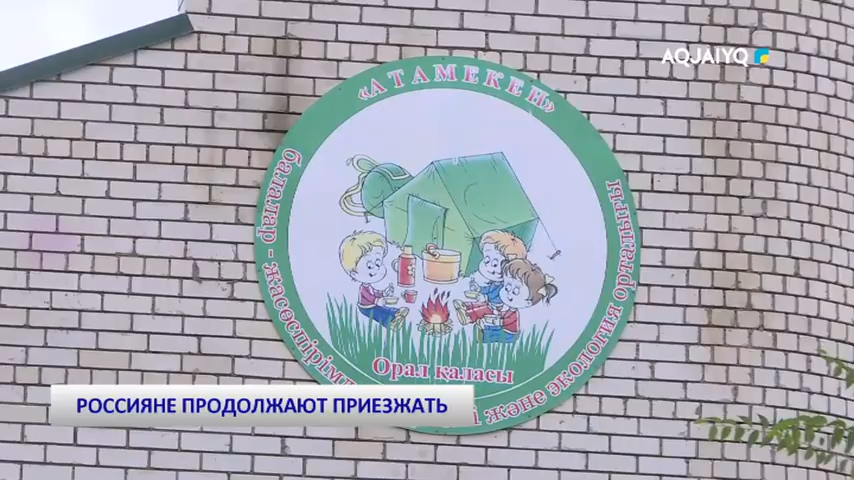 AQJAIYQ
«АТАМЕКЕН»
балалар - жасөспірім
і және экология орталығы
Орал қаласы
РОССИЯНЕ ПРОДОЛЖАЮТ ПРИЕЗЖАТЬ